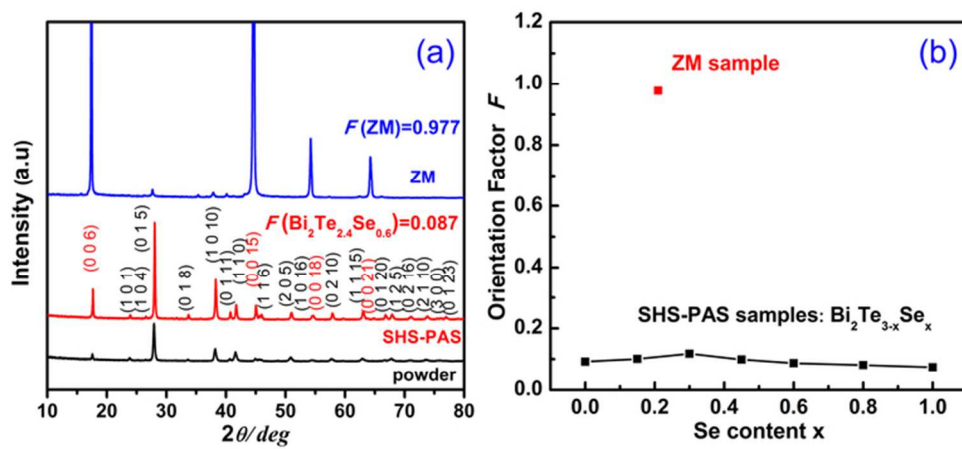 (a)
F(ZM)=0.977
ZM
F(Bi2Te2.4Se0.6)=0.087
(0 0 6)
(1 0 1)
(1 0 4)
(0 1 5)
(0 1 8)
(1 0 10)
(0 1 11)
(1 1 0)
(0 0 15)
(1 1 6)
(2 0 5)
(1 0 16)
(0 0 18)
(0 2 10)
(1 1 15)
(0 0 21)
(0 1 20)
(1 2 5)
(0 2 16)
(2 1 10)
(3 0 0)
(0 1 23)
SHS-PAS
powder
Intensity (a.u)
10 20 30 40 50 60 70 80
2θ/deg
(b)
ZM sample
SHS-PAS samples: Bi2Te3-xSex
Orientation Factor F
1.2
1.0
0.8
0.6
0.4
0.2
0.0
0.0 0.2 0.4 0.6 0.8 1.0
Se content x